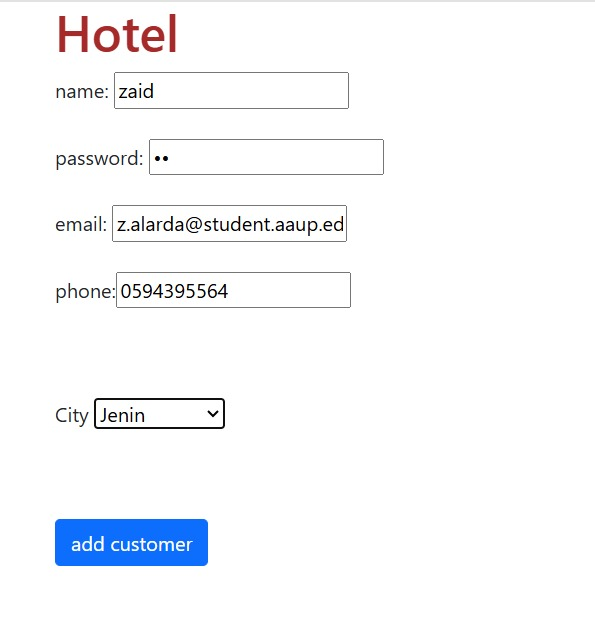 Hotel
name: zaid
password: ••
email: z.alarda@student.aaup.ed
phone:0594395564
City Jenin
add customer